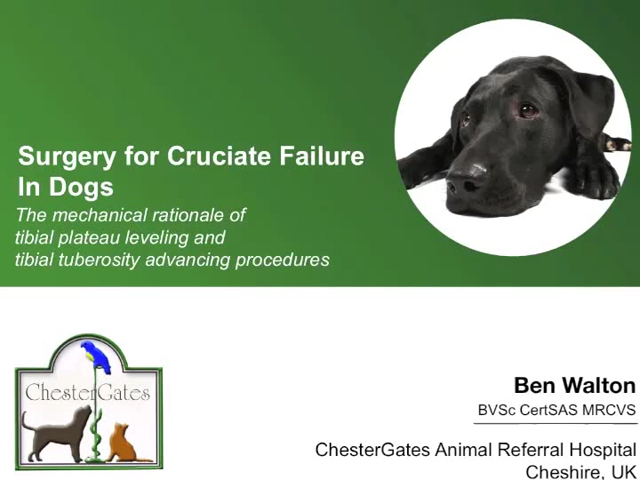 Surgery for Cruciate Failure
In Dogs
The mechanical rationale of
tibial plateau leveling and
tibial tuberosity advancing procedures
ChesterGates
Ben Walton
BVSc CertSAS MRCVS
ChesterGates Animal Referral Hospital
Cheshire, UK